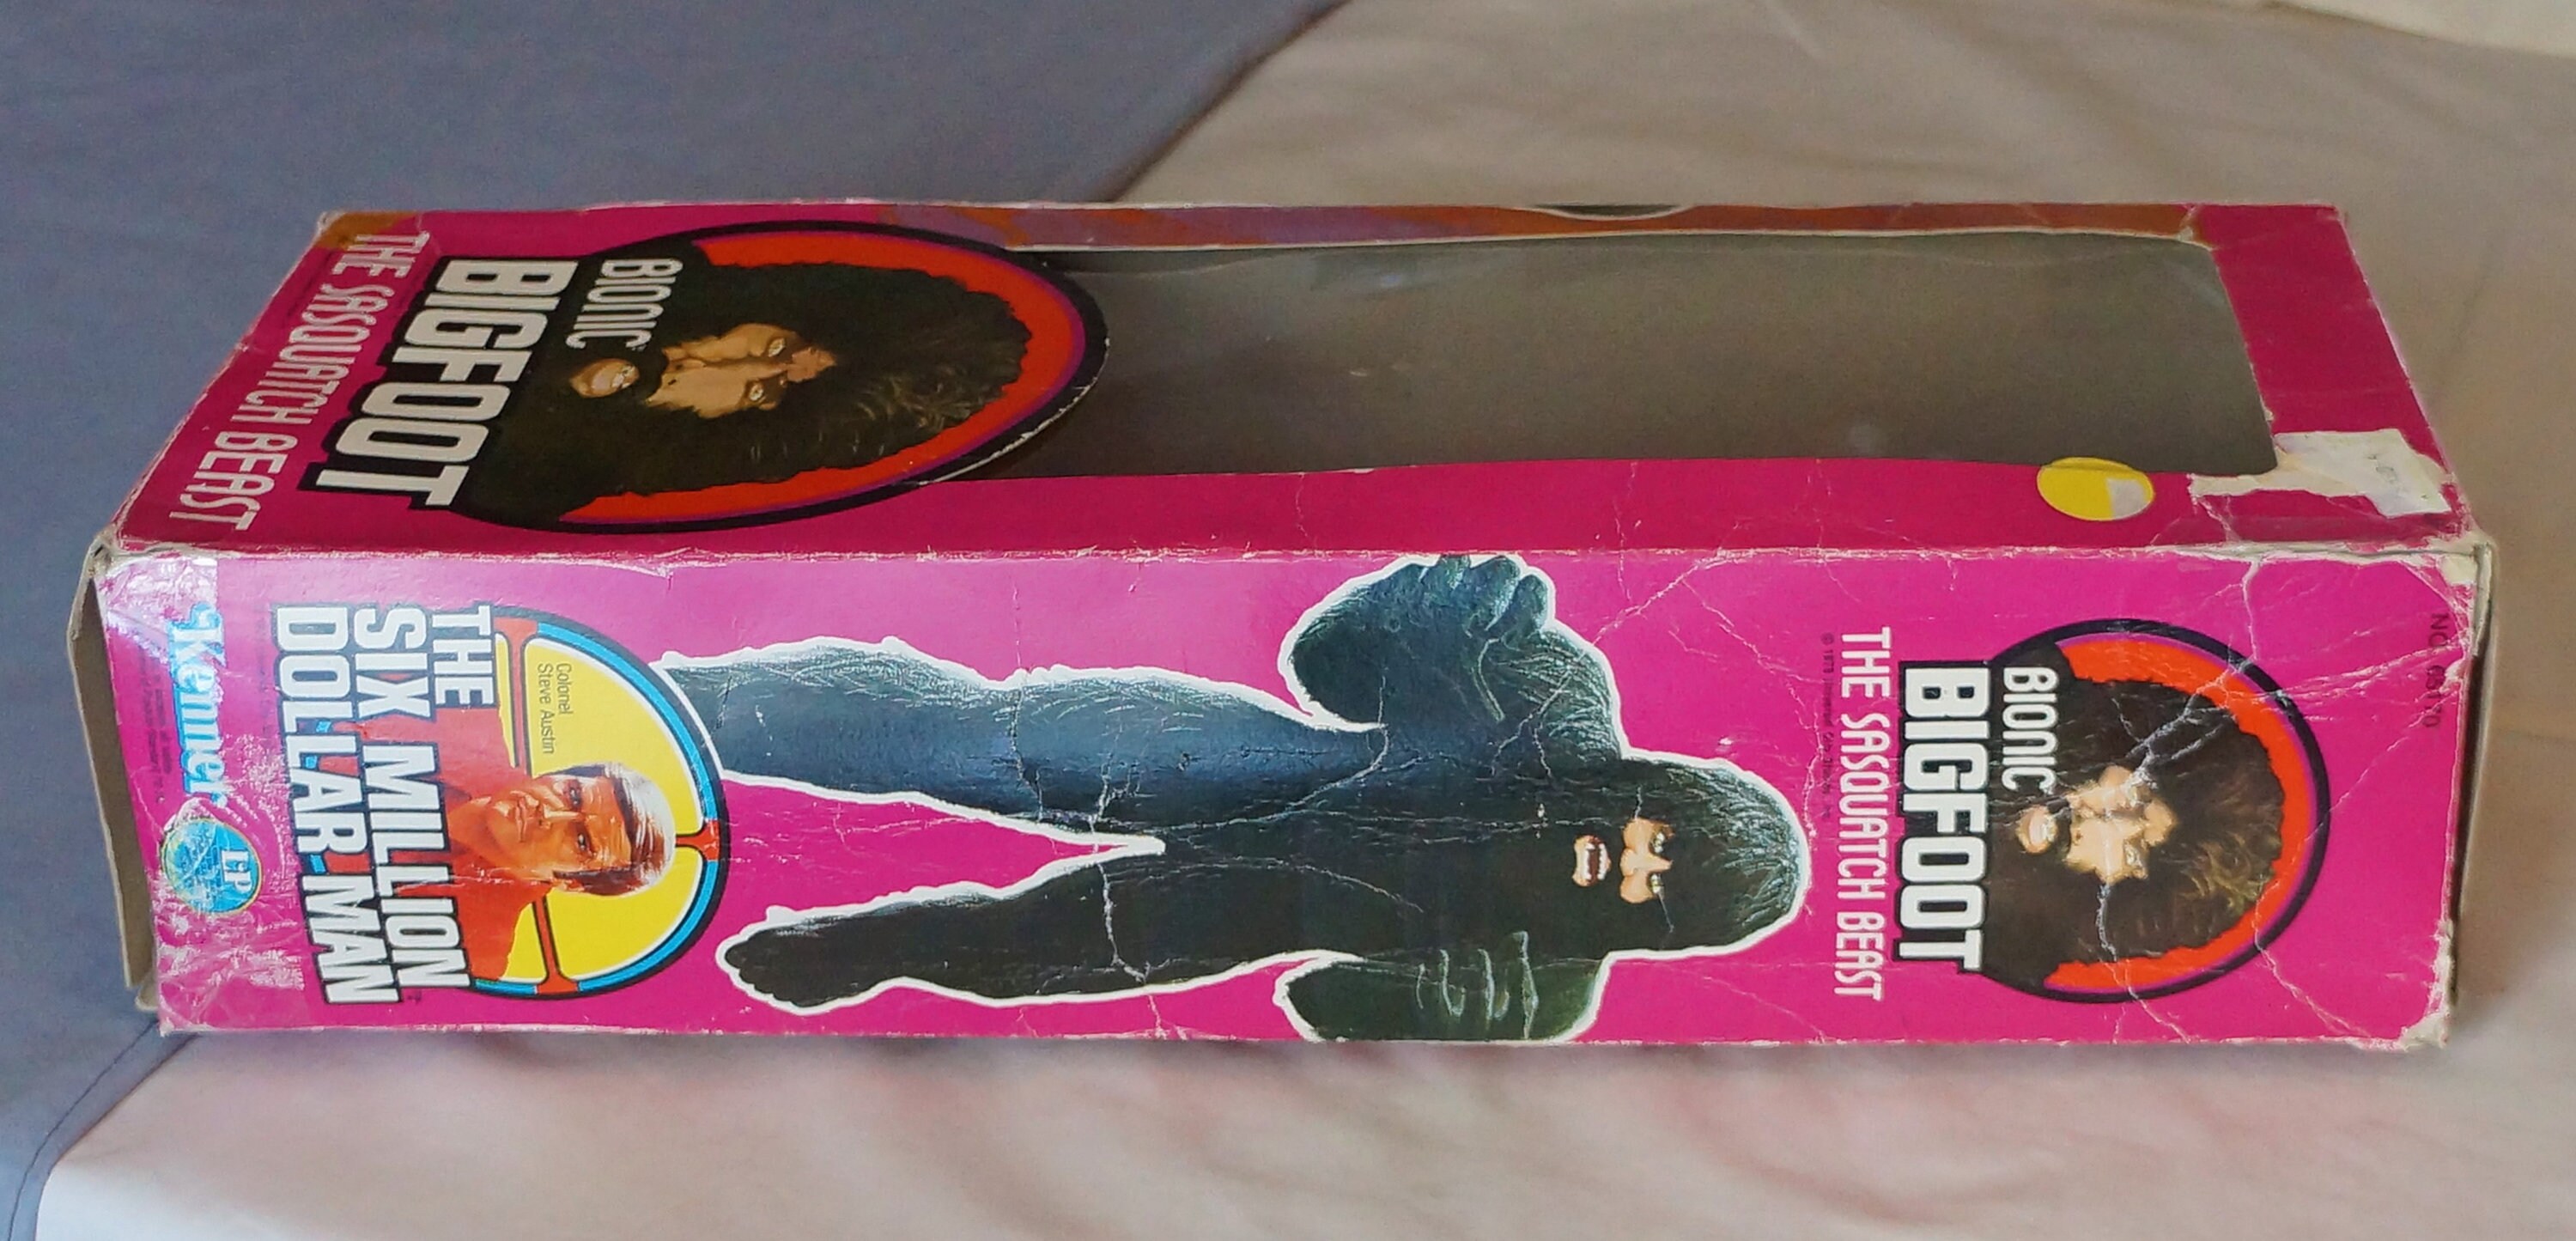 BIONIC
BIGFOOT
THE SASQUATCH BEAST
BIONIC
BIGFOOT
THE SASQUATCH BEAST
Colonel
Steve Austin
THE
SIX MILLION
DOLLAR MAN
Kenner